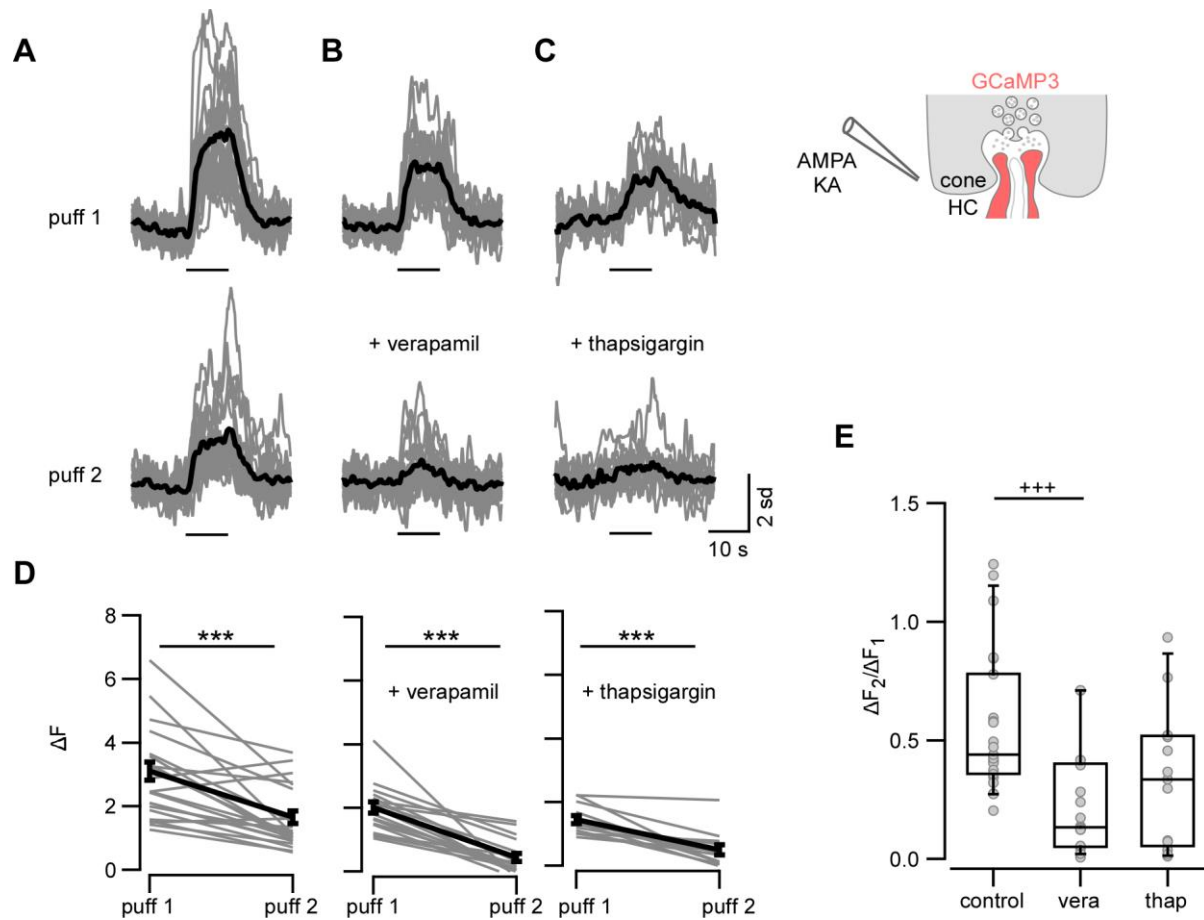 A
B
C
GCaMP3
AMPA
KA
cone
HC
puff 1
+ verapamil
+ thapsigargin
puff 2
2 sd
10 s
D
8
6
4
2
0
ΔF
***
***
+ verapamil
***
+ thapsigargin
puff 1
puff 2
puff 1
puff 2
puff 1
puff 2
E
1.5
1.0
0.5
0.0
ΔF₂/ΔF₁
+++
control
vera
thap